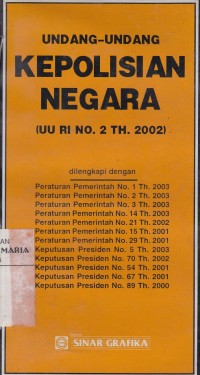 UNDANG-UNDANG
KEPOLISIAN
NEGARA
(UU RI NO. 2 TH. 2002)
dilengkapi dengan
Peraturan Pemerintah No. 1 Th. 2003
Peraturan Pemerintah No. 2 Th. 2003
Peraturan Pemerintah No. 3 Th. 2003
Peraturan Pemerintah No. 14 Th. 2003
Peraturan Pemerintah No. 21 Th. 2002
Peraturan Pemerintah No. 15 Th. 2001
Peraturan Pemerintah No. 29 Th. 2001
Keputusan Presiden No. 5 Th. 2003
Keputusan Presiden No. 70 Th. 2002
Keputusan Presiden No. 54 Th. 2001
Keputusan Presiden No. 67 Th. 2001
Keputusan Presiden No. 89 Th. 2000
MARIA
SINAR GRAFIKA